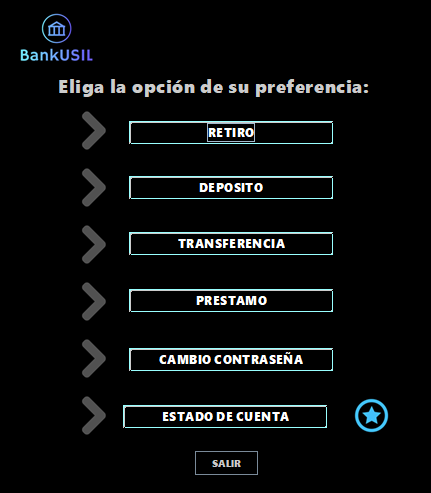 BankUSIL
Eliga la opción de su preferencia:
RETIRO
DEPOSITO
TRANSFERENCIA
PRESTAMO
CAMBIO CONTRASEÑA
ESTADO DE CUENTA
SALIR